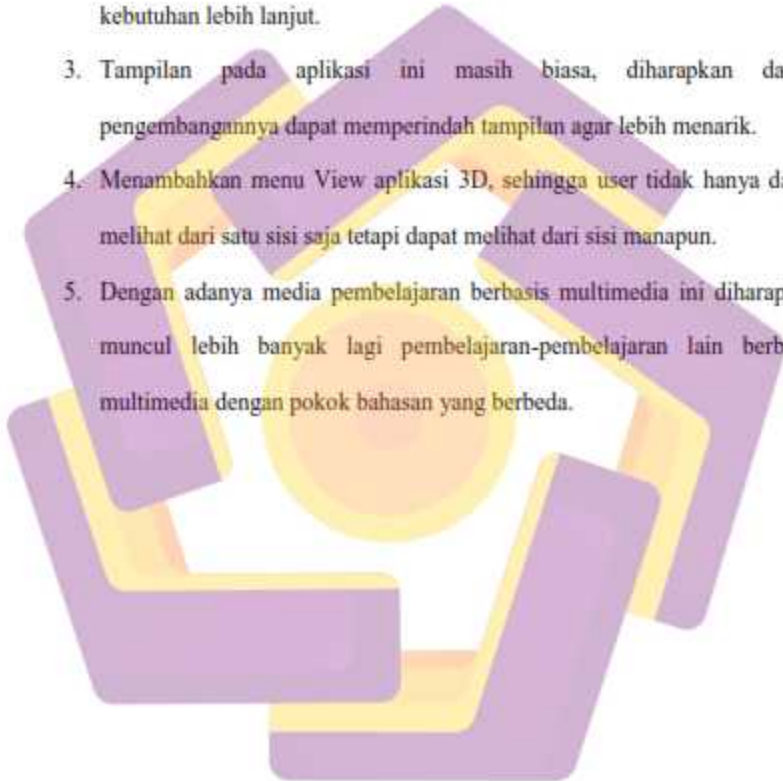 kebutuhan lebih lanjut.
3. Tampilan pada aplikasi ini masih biasa, diharapkan da
pengembangannya dapat memperindah tampilan agar lebih menarik.
4. Menambahkan menu View aplikasi 3D, sehingga user tidak hanya da
melihat dari satu sisi saja tetapi dapat melihat dari sisi manapun.
5. Dengan adanya media pembelajaran berbasis multimedia ini diharap
muncul lebih banyak lagi pembelajaran-pembelajaran lain berb
multimedia dengan pokok bahasan yang berbeda.